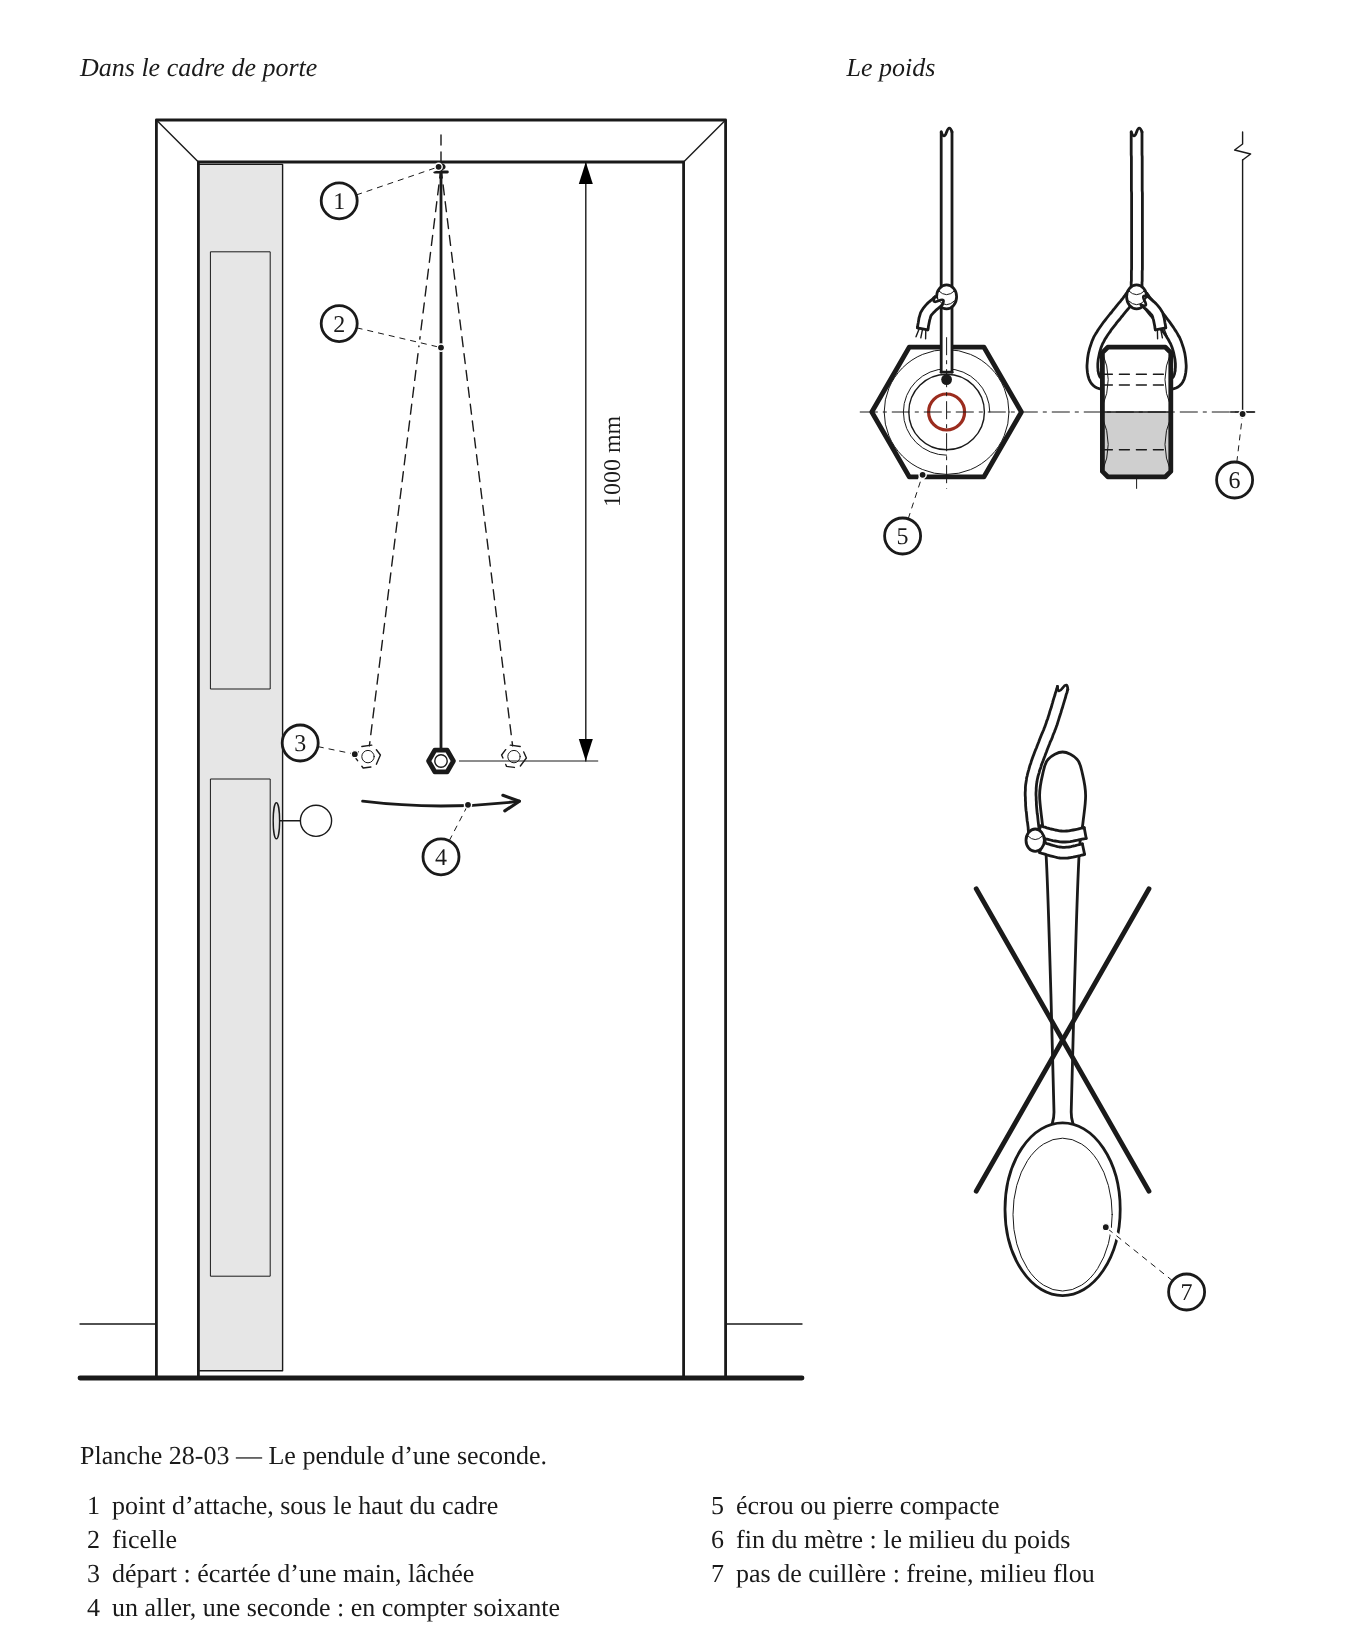 Dans le cadre de porte
Le poids
1
2
1000 mm
3
4
5
6
7
Planche 28-03 — Le pendule d’une seconde.
1 point d’attache, sous le haut du cadre
2 ficelle
3 départ : écartée d’une main, lâchée
4 un aller, une seconde : en compter soixante
5 écrou ou pierre compacte
6 fin du mètre : le milieu du poids
7 pas de cuillère : freine, milieu flou